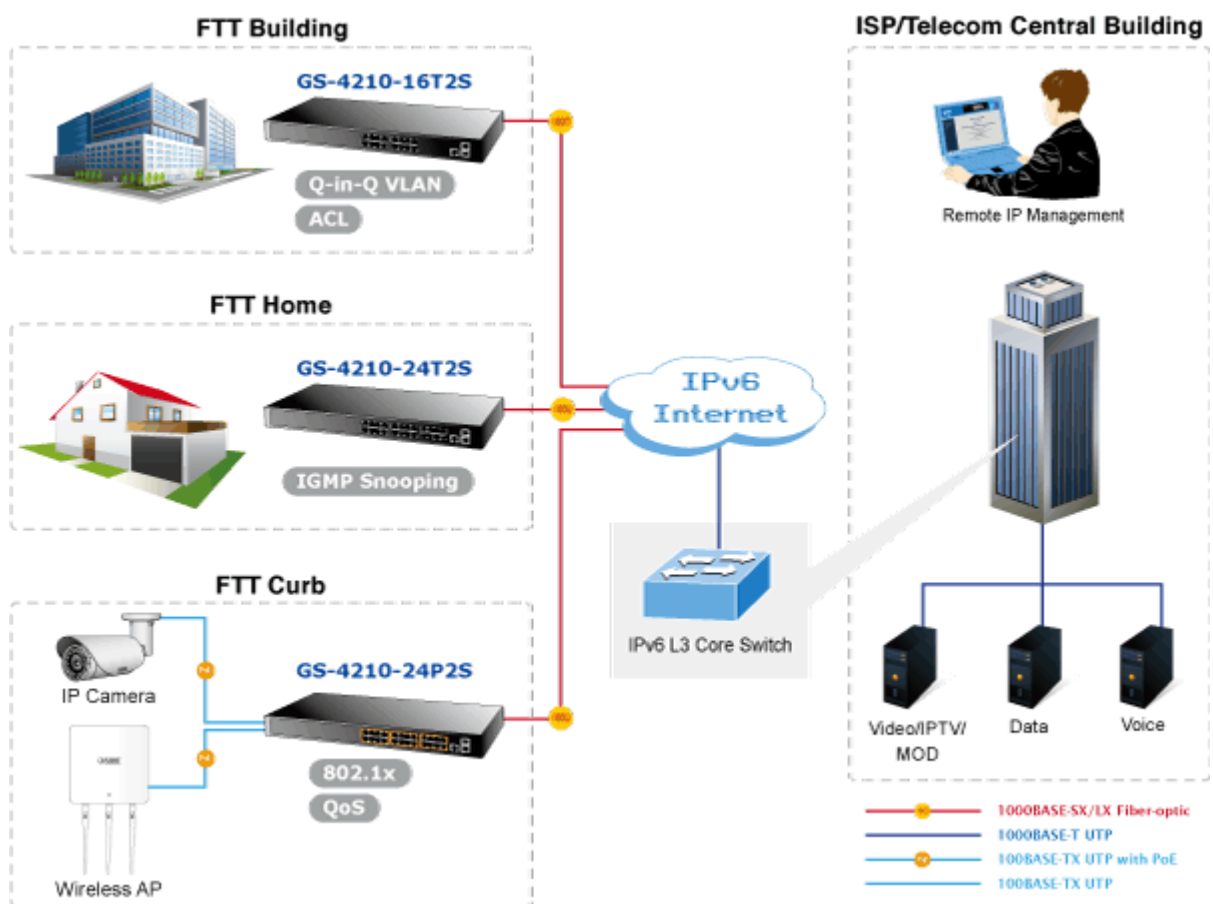 FTT Building
GS-4210-16T2S
Q-in-Q VLAN
ACL
FTT Home
GS-4210-24T2S
IGMP Snooping
FTT Curb
IP Camera
GS-4210-24P2S
802.1x
QoS
Wireless AP
IPv6
Internet
IPv6 L3 Core Switch
ISP/Telecom Central Building
Remote IP Management
Video/IPTV/
MOD
Data
Voice
1000BASE-SX/LX Fiber-optic
1000BASE-T UTP
100BASE-TX UTP with PoE
100BASE-TX UTP